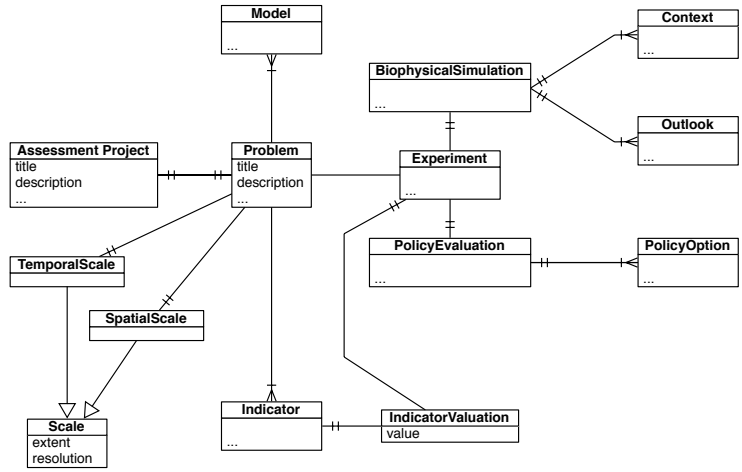 Model
...
Context
...
BiophysicalSimulation
...
Outlook
...
Assessment Project
title
description
...
Problem
title
description
...
Experiment
...
PolicyEvaluation
...
PolicyOption
...
TemporalScale
SpatialScale
Scale
extent
resolution
Indicator
...
IndicatorValuation
value